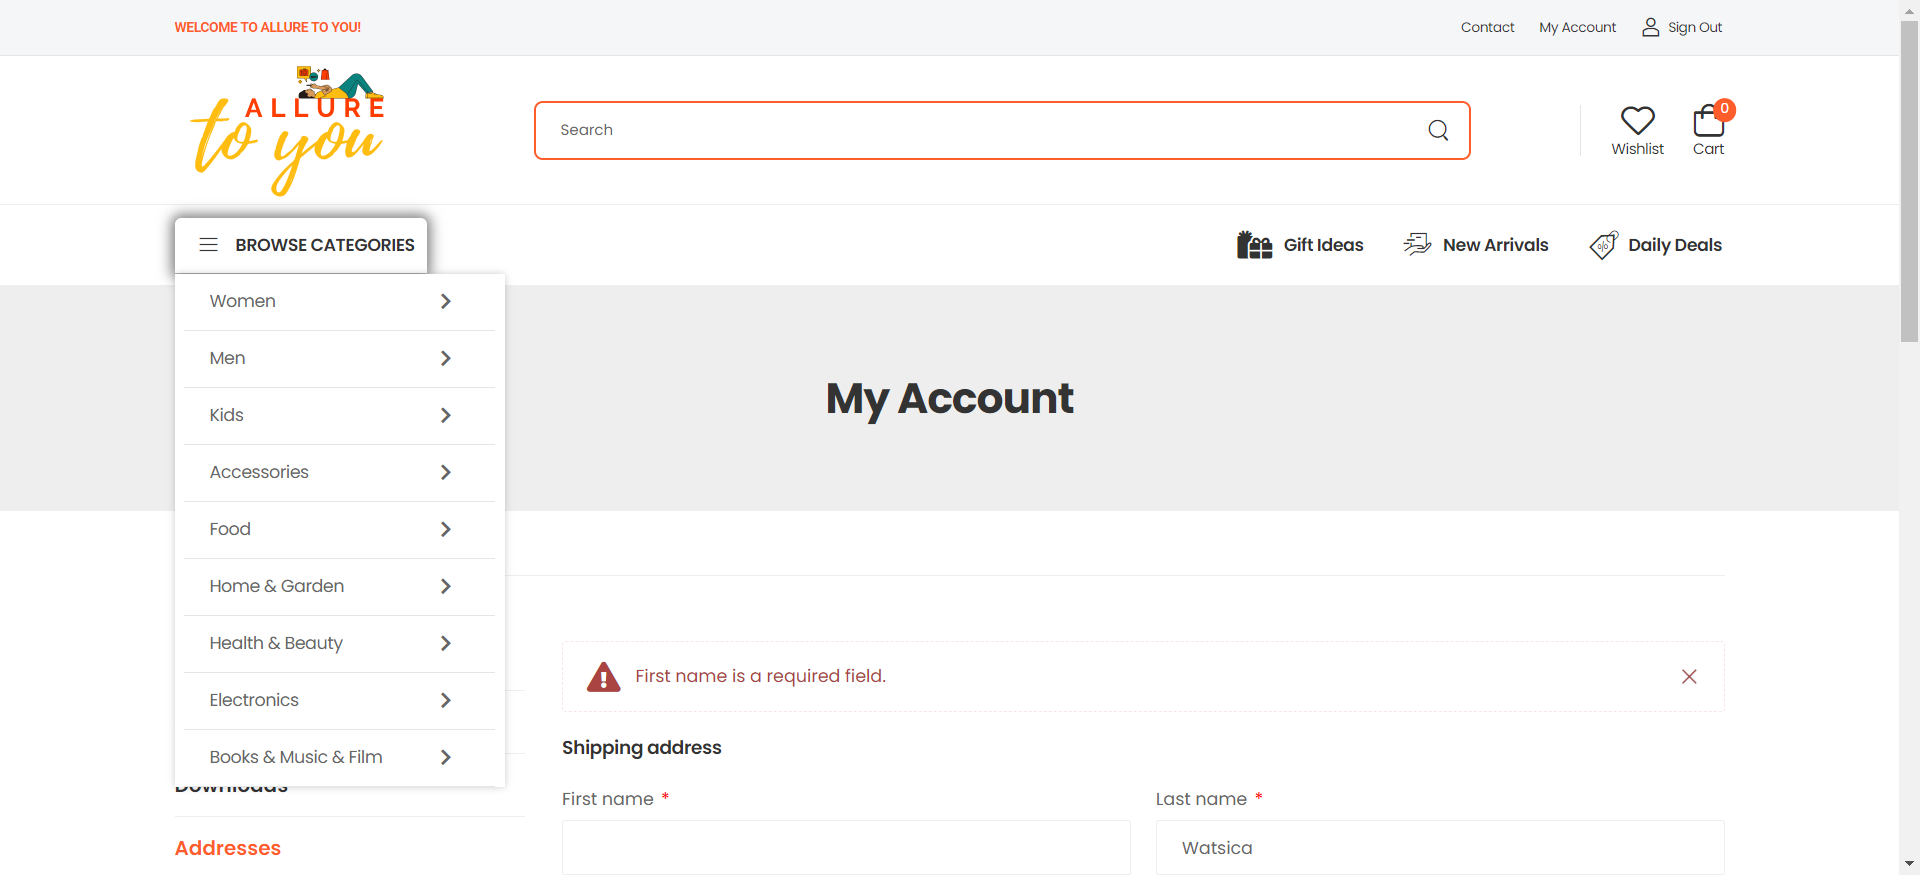 WELCOME TO ALLURE TO YOU!
Contact
My Account
Sign Out
ALLURE
to you
Search
Wishlist
0
Cart
BROWSE CATEGORIES
Gift Ideas
New Arrivals
Daily Deals
Women
Men
Kids
Accessories
Food
Home & Garden
Health & Beauty
Electronics
Books & Music & Film
My Account
Downloads
Addresses
First name is a required field.
Shipping address
First name *
Last name *
Watsica